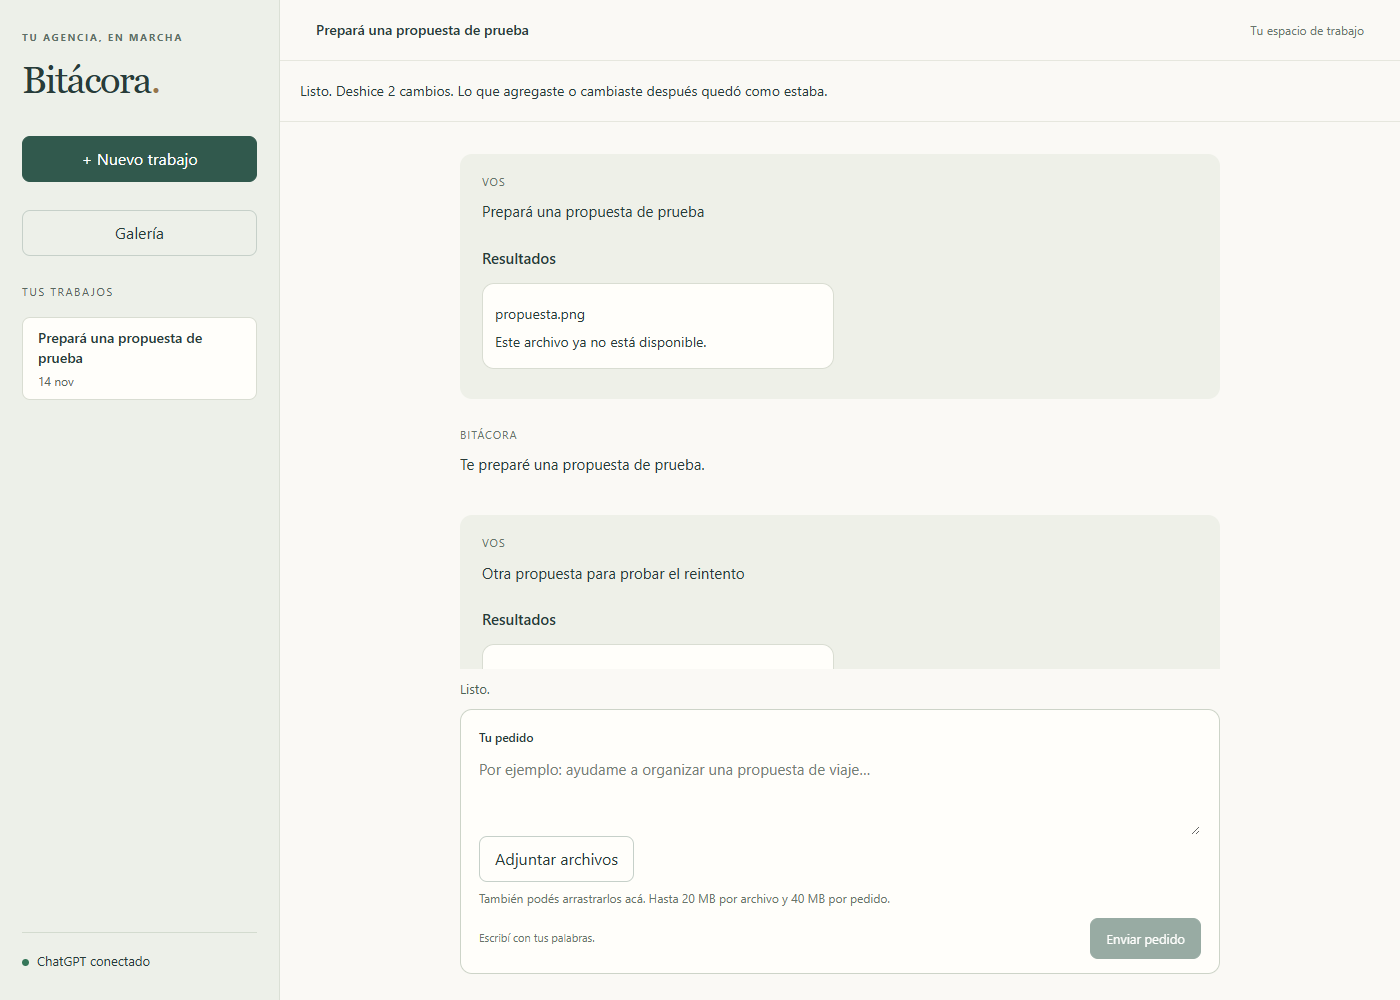 TU AGENCIA, EN MARCHA
Bitácora.
+ Nuevo trabajo
Galería
TUS TRABAJOS
Prepará una propuesta de
prueba
14 nov
ChatGPT conectado
Prepará una propuesta de prueba
Tu espacio de trabajo
Listo. Deshice 2 cambios. Lo que agregaste o cambiaste después quedó como estaba.
VOS
Prepará una propuesta de prueba
Resultados
propuesta.png
Este archivo ya no está disponible.
BITÁCORA
Te preparé una propuesta de prueba.
VOS
Otra propuesta para probar el reintento
Resultados
Listo.
Tu pedido
Por ejemplo: ayudame a organizar una propuesta de viaje...
Adjuntar archivos
También podés arrastrarlos acá. Hasta 20 MB por archivo y 40 MB por pedido.
Escribí con tus palabras.
Enviar pedido